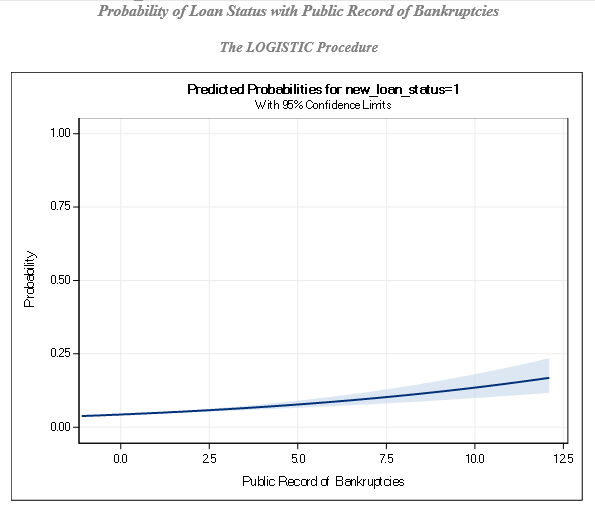 Probability of Loan Status with Public Record of Bankruptcies
The LOGISTIC Procedure
Predicted Probabilities for new_loan_status=1
With 95% Confidence Limits
1.00
0.75
0.50
0.25
0.00
Probability
0.0 2.5 5.0 7.5 10.0 12.5
Public Record of Bankruptcies